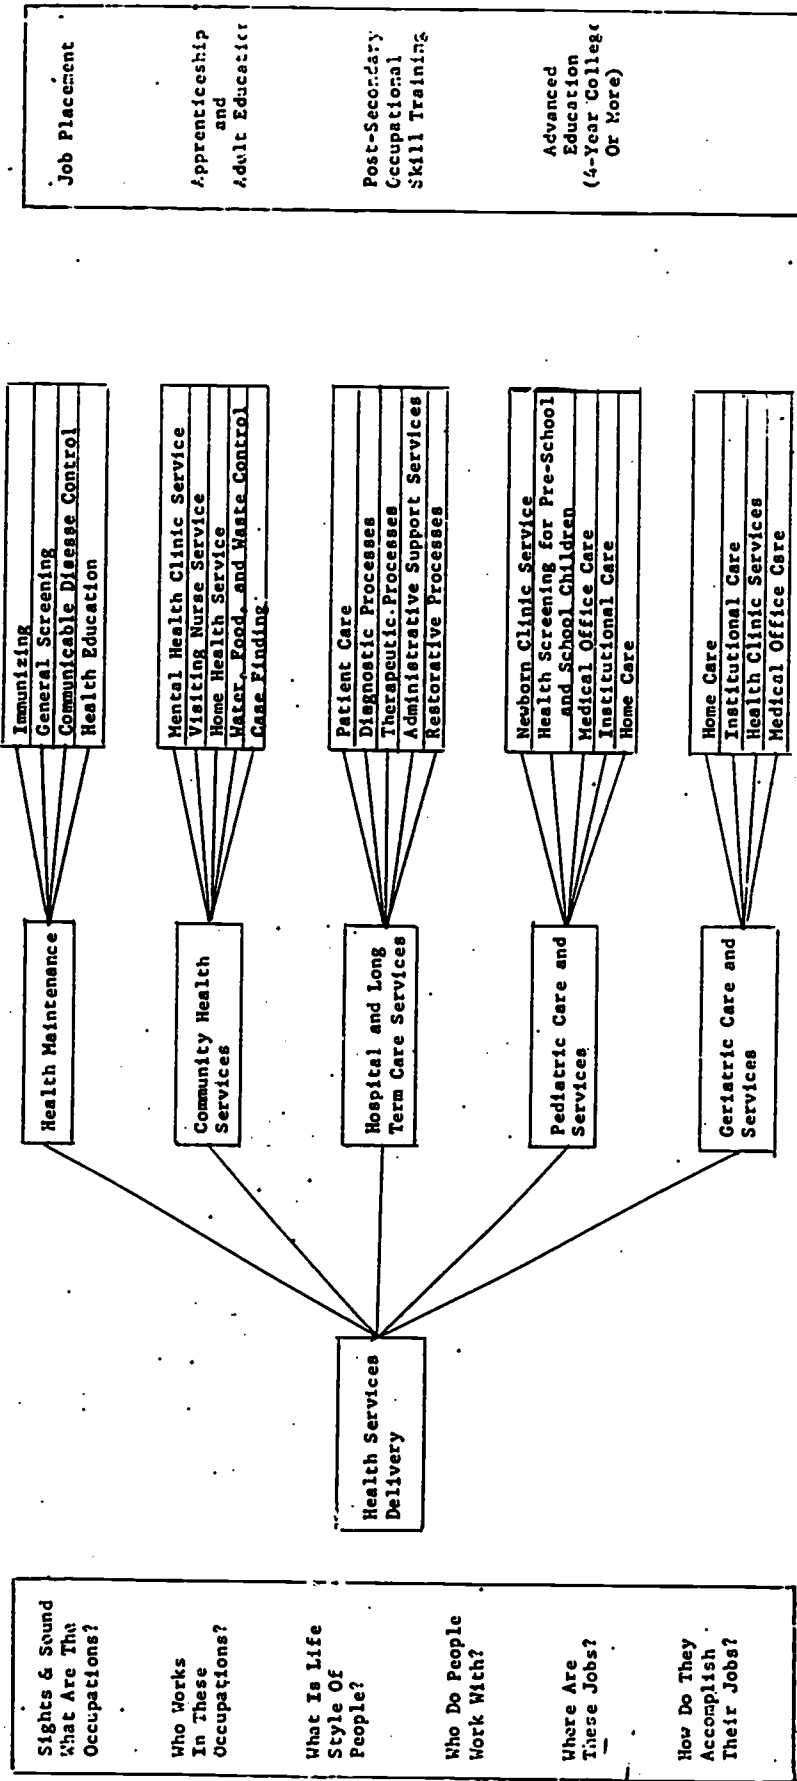 Sights & Sound
What Are The
Occupations?
Who Works
In These
Occupations?
What Is Life
Style Of
People?
Who Do People
Work With?
Where Are
These Jobs?
How Do They
Accomplish
Their Jobs?
Health Services
Delivery
Health Maintenance
Community Health
Services
Hospital and Long
Term Care Services
Pediatric Care and
Services
Geriatric Care and
Services
Immunizing
General Screening
Communicable Disease Control
Health Education
Mental Health Clinic Service
Visiting Nurse Service
Home Health Service
Water, Food, and Waste Control
Case Finding
Patient Care
Diagnostic Processes
Therapeutic Processes
Administrative Support Services
Restorative Processes
Newborn Clinic Service
Health Screening for Pre-School
and School Children
Medical Office Care
Institutional Care
Home Care
Home Care
Institutional Care
Health Clinic Services
Medical Office Care
Job Placement
Apprenticeship
and
Adult Education
Post-Secondary
Occupational
Skill Training
Advanced
Education
(4-Year College
Or More)